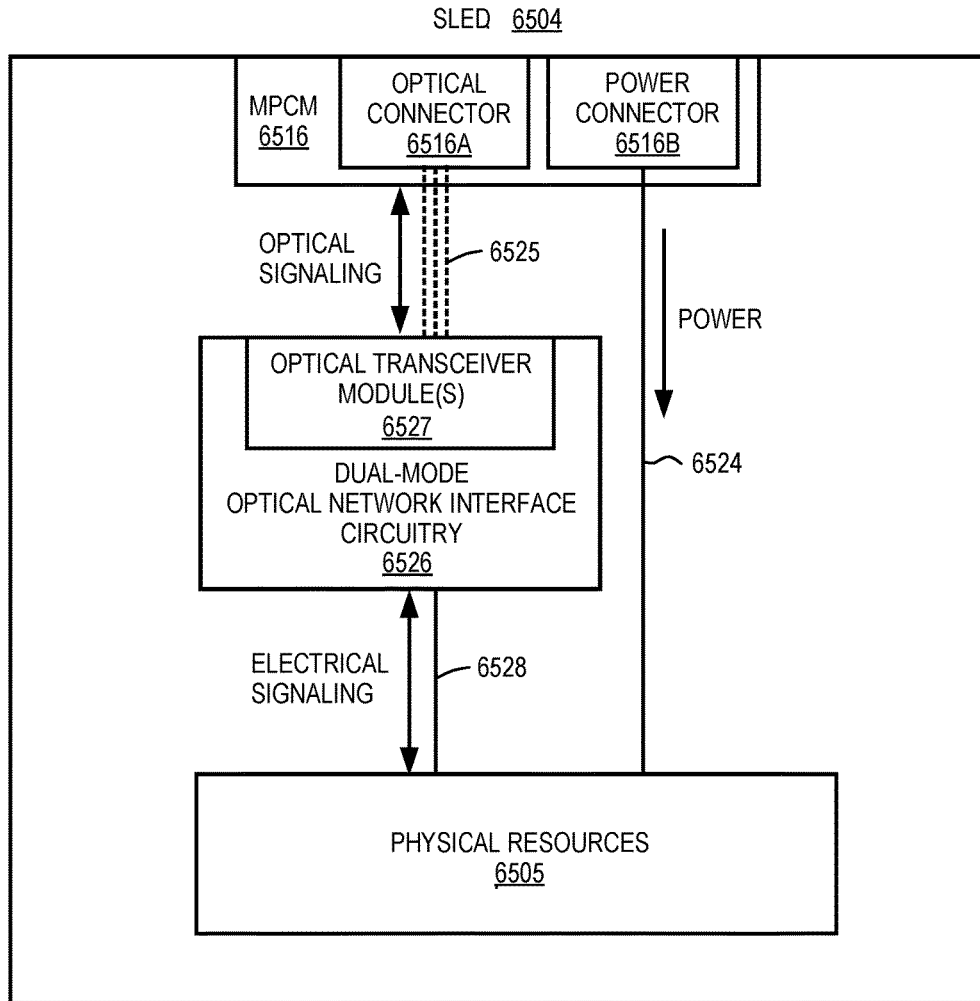 SLED 6504
MPCM
6516
OPTICAL
CONNECTOR
6516A
POWER
CONNECTOR
6516B
OPTICAL
SIGNALING
6525
POWER
OPTICAL TRANSCEIVER
MODULE(S)
6527
DUAL-MODE
OPTICAL NETWORK INTERFACE
CIRCUITRY
6526
6524
ELECTRICAL
SIGNALING
6528
PHYSICAL RESOURCES
6505